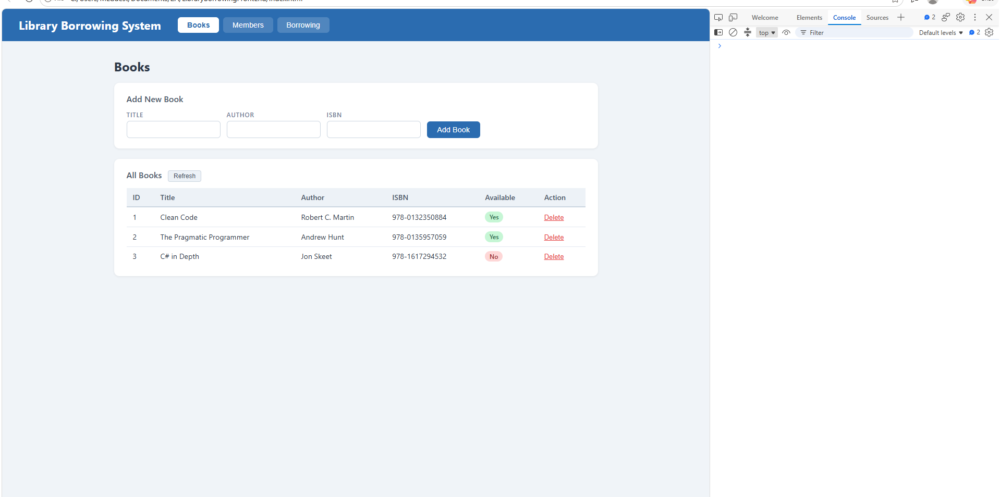 Library Borrowing System
Books
Members
Borrowing
Books
Add New Book
TITLE
AUTHOR
ISBN
Add Book
All Books
Refresh
ID Title Author ISBN Available Action
1 Clean Code Robert C. Martin 978-0132350884 Yes Delete
2 The Pragmatic Programmer Andrew Hunt 978-0135957059 Yes Delete
3 C# in Depth Jon Skeet 978-1617294532 No Delete
Welcome
Elements
Console
Sources
2
top
Filter
Default levels
2